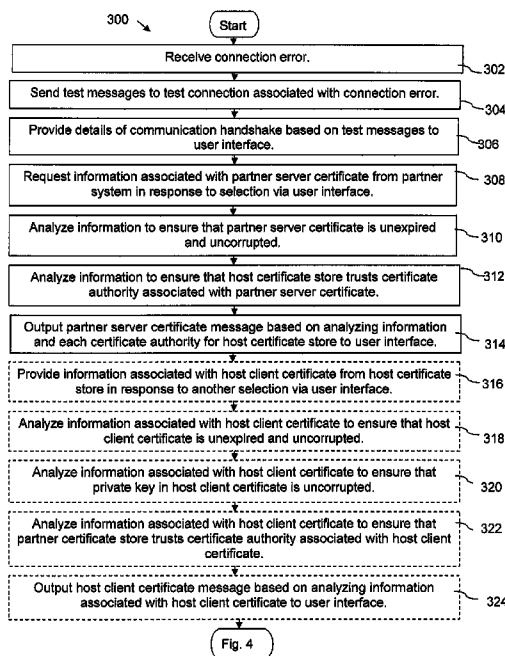 300
Start
Receive connection error.
302
Send test messages to test connection associated with connection error.
304
Provide details of communication handshake based on test messages to
user interface.
306
Request information associated with partner server certificate from partner
system in response to selection via user interface.
308
Analyze information to ensure that partner server certificate is unexpired
and uncorrupted.
310
Analyze information to ensure that host certificate store trusts certificate
authority associated with partner server certificate.
312
Output partner server certificate message based on analyzing information
and each certificate authority for host certificate store to user interface.
314
Provide information associated with host client certificate from host certificate
store in response to another selection via user interface.
316
Analyze information associated with host client certificate to ensure that host
client certificate is unexpired and uncorrupted.
318
Analyze information associated with host client certificate to ensure that
private key in host client certificate is uncorrupted.
320
Analyze information associated with host client certificate to ensure that
partner certificate store trusts certificate authority associated with host client
certificate.
322
Output host client certificate message based on analyzing information
associated with host client certificate to user interface.
324
Fig. 4